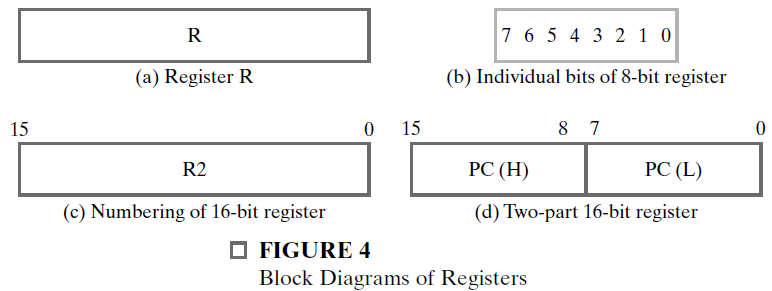 R
(a) Register R
7 6 5 4 3 2 1 0
(b) Individual bits of 8-bit register
15 0
R2
(c) Numbering of 16-bit register
15 8 7 0
PC (H) PC (L)
(d) Two-part 16-bit register
FIGURE 4
Block Diagrams of Registers